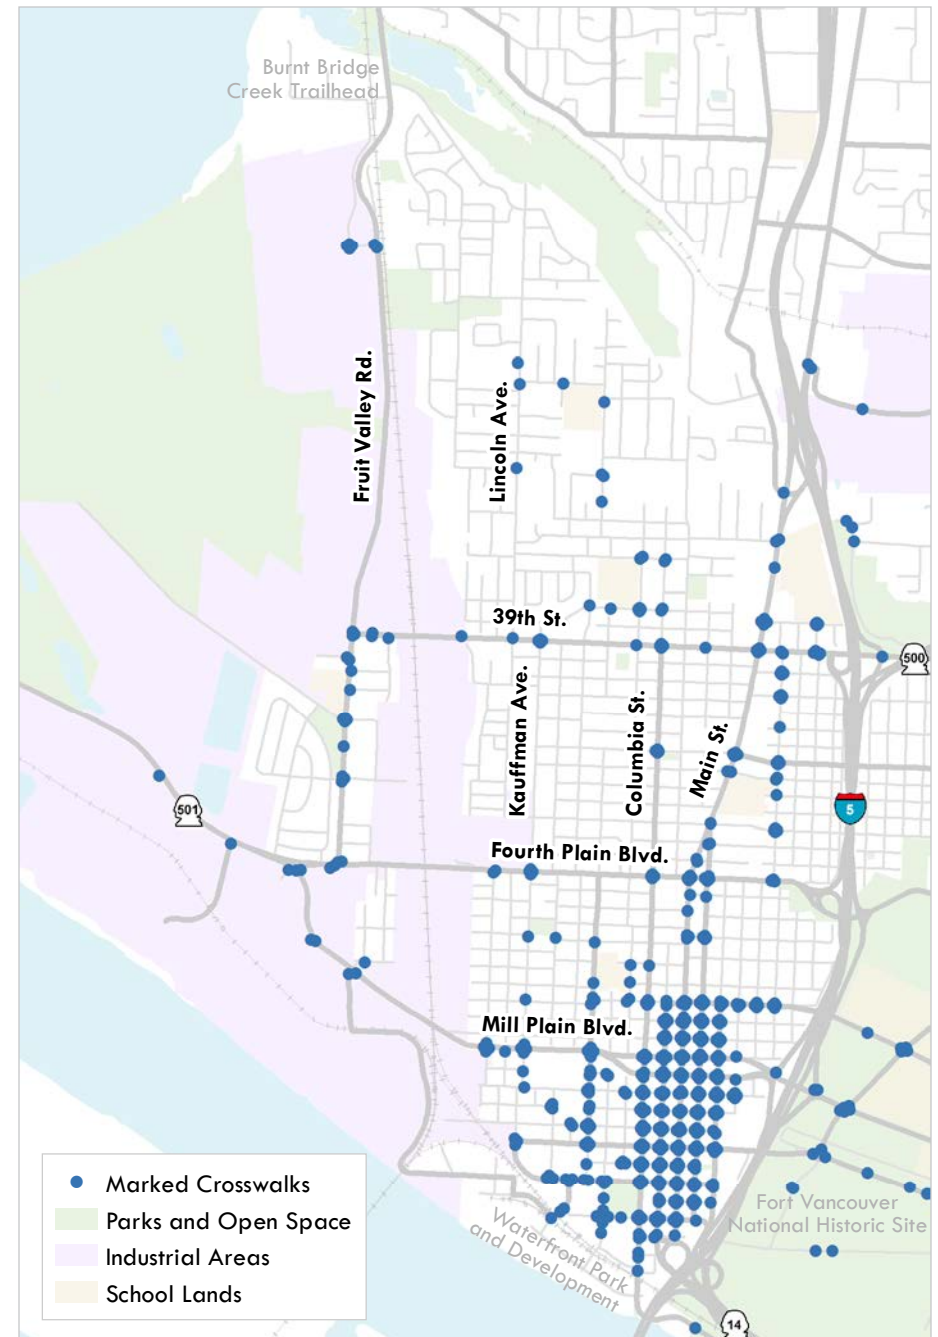 Burnt Bridge
Creek Trailhead
Fruit Valley Rd.
Lincoln Ave.
39th St.
500
Kauffman Ave.
Columbia St.
Main St.
501
5
Fourth Plain Blvd.
Mill Plain Blvd.
Marked Crosswalks
Parks and Open Space
Industrial Areas
School Lands
Waterfront Park
and Development
Fort Vancouver
National Historic Site
14